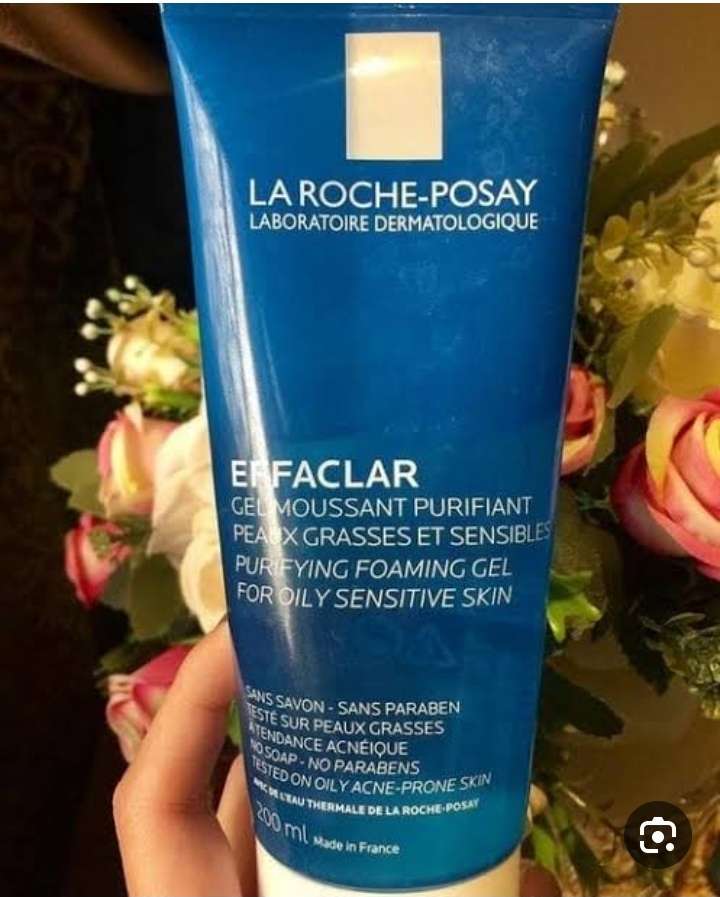 LA ROCHE-POSAY
LABORATOIRE DERMATOLOGIQUE
EFFACLAR
GEL MOUSSANT PURIFIANT
PEAUX GRASSES ET SENSIBLES
PURIFYING FOAMING GEL
FOR OILY SENSITIVE SKIN
SANS SAVON - SANS PARABEN
TESTÉ SUR PEAUX GRASSES
À TENDANCE ACNÉIQUE
NO SOAP - NO PARABENS
TESTED ON OILY ACNE-PRONE SKIN
AVEC DE L'EAU THERMALE DE LA ROCHE-POSAY
200 ml Made in France